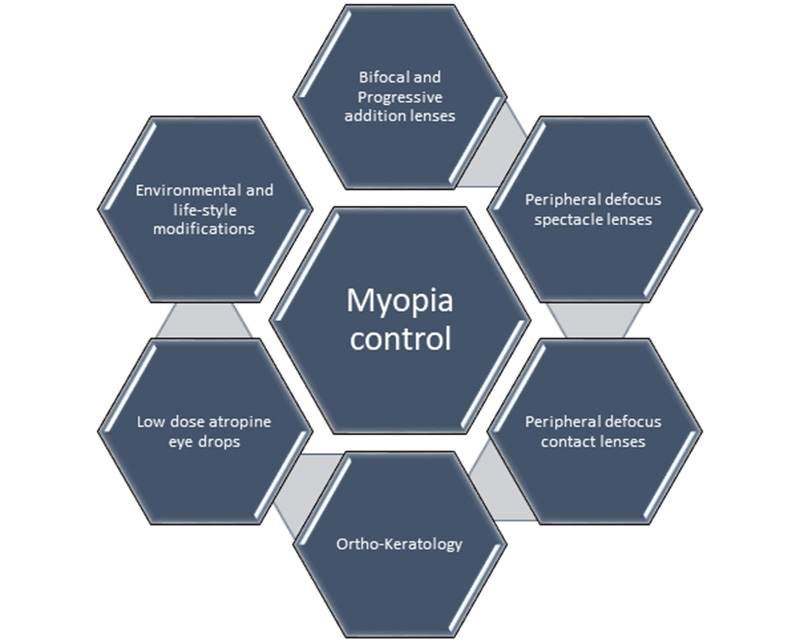 Bifocal and
Progressive
addition lenses
Environmental and
life-style
modifications
Peripheral defocus
spectacle lenses
Myopia
control
Low dose atropine
eye drops
Peripheral defocus
contact lenses
Ortho-Keratology